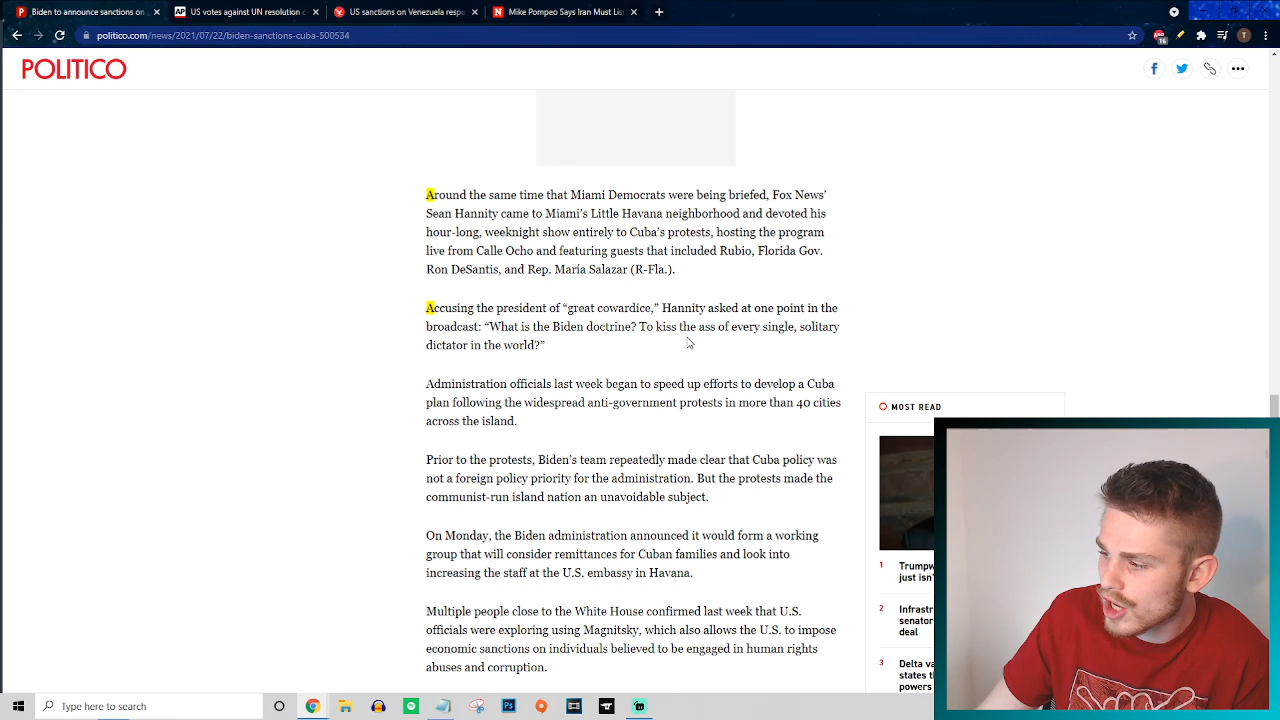 Biden to announce sanctions on
US votes against UN resolution c
US sanctions on Venezuela resp
Mike Pompeo Says Iran Must List
politico.com/news/2021/07/22/biden-sanctions-cuba-500534
16
T
POLITICO
Around the same time that Miami Democrats were being briefed, Fox News’
Sean Hannity came to Miami’s Little Havana neighborhood and devoted his
hour-long, weeknight show entirely to Cuba’s protests, hosting the program
live from Calle Ocho and featuring guests that included Rubio, Florida Gov.
Ron DeSantis, and Rep. María Salazar (R-Fla.).
Accusing the president of “great cowardice,” Hannity asked at one point in the
broadcast: “What is the Biden doctrine? To kiss the ass of every single, solitary
dictator in the world?”
Administration officials last week began to speed up efforts to develop a Cuba
plan following the widespread anti-government protests in more than 40 cities
across the island.
Prior to the protests, Biden’s team repeatedly made clear that Cuba policy was
not a foreign policy priority for the administration. But the protests made the
communist-run island nation an unavoidable subject.
On Monday, the Biden administration announced it would form a working
group that will consider remittances for Cuban families and look into
increasing the staff at the U.S. embassy in Havana.
Multiple people close to the White House confirmed last week that U.S.
officials were exploring using Magnitsky, which also allows the U.S. to impose
economic sanctions on individuals believed to be engaged in human rights
abuses and corruption.
MOST READ
1 Trumpw
just isn'
2 Infrastr
senator
deal
3 Delta va
states t
powers
Type here to search